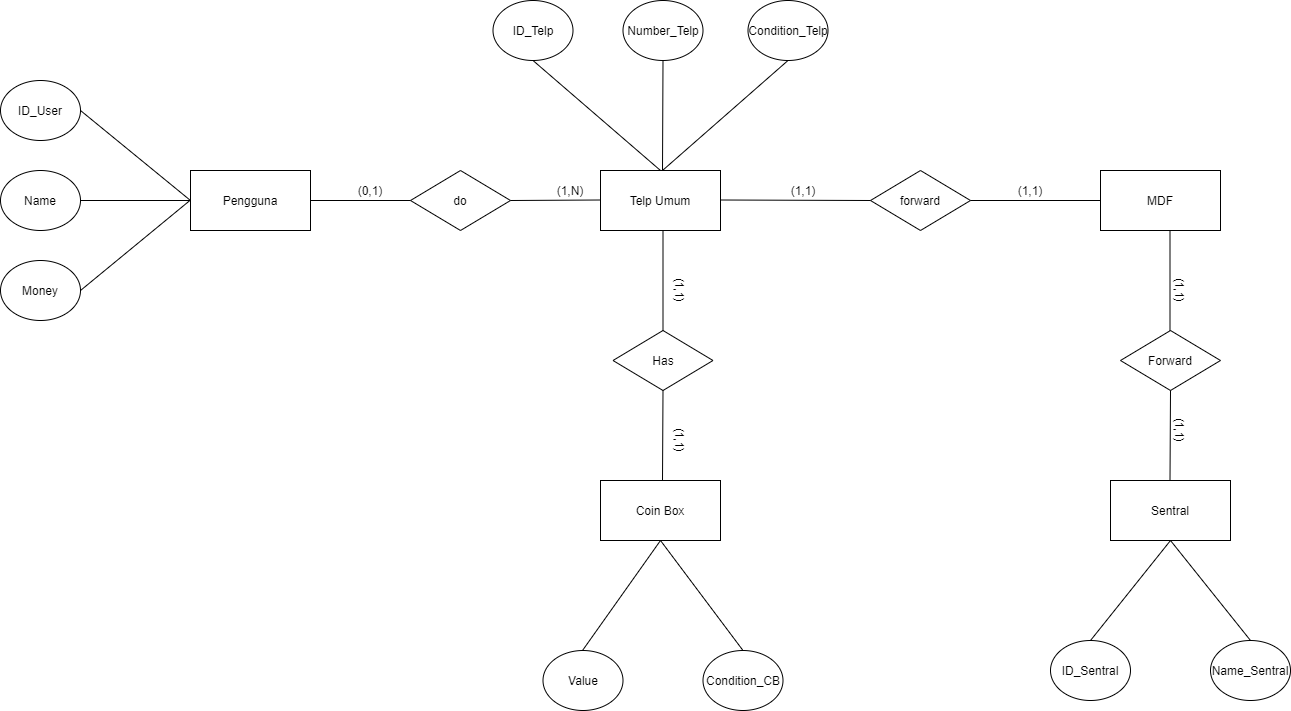 ID_Telp
Number_Telp
Condition_Telp
ID_User
Name
Money
Pengguna
(0,1)
do
(1,N)
Telp Umum
(1,1)
forward
(1,1)
MDF
(1,1)
(1,1)
Has
Forward
(1,1)
(1,1)
Coin Box
Sentral
Value
Condition_CB
ID_Sentral
Name_Sentral